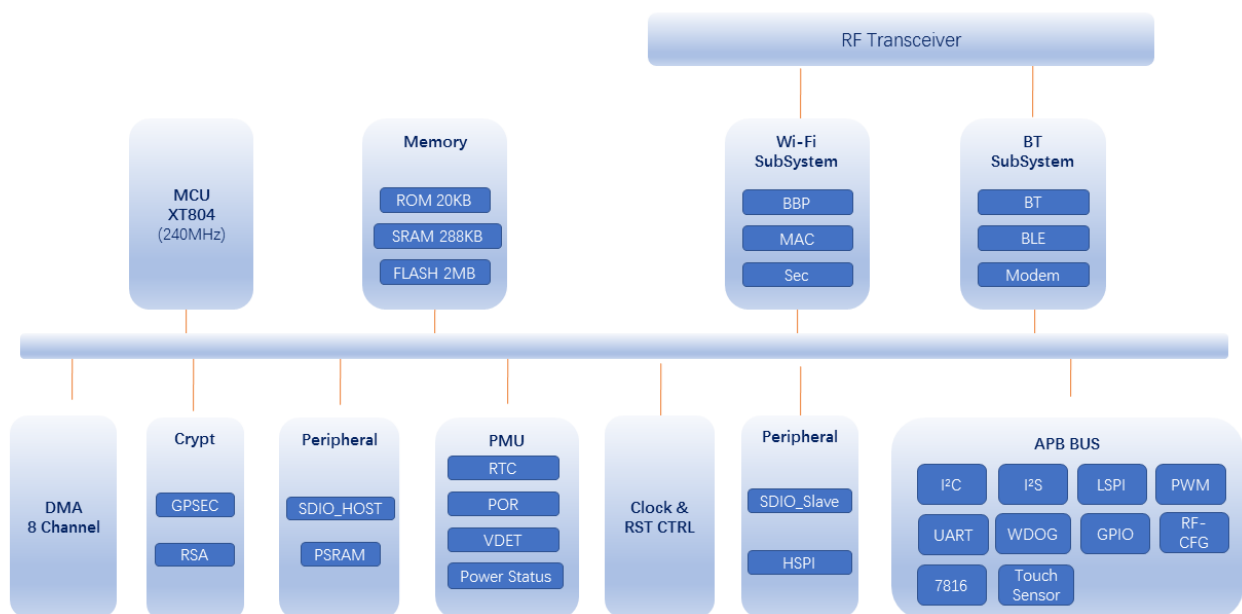 RF Transceiver
MCU
XT804
(240MHz)
Memory
ROM 20KB
SRAM 288KB
FLASH 2MB
Wi-Fi
SubSystem
BBP
MAC
Sec
BT
SubSystem
BT
BLE
Modem
DMA
8 Channel
Crypt
GPSEC
RSA
Peripheral
SDIO_HOST
PSRAM
PMU
RTC
POR
VDET
Power Status
Clock &
RST CTRL
Peripheral
SDIO_Slave
HSPI
APB BUS
I²C
I²S
LSPI
PWM
UART
WDOG
GPIO
RF-
CFG
7816
Touch
Sensor